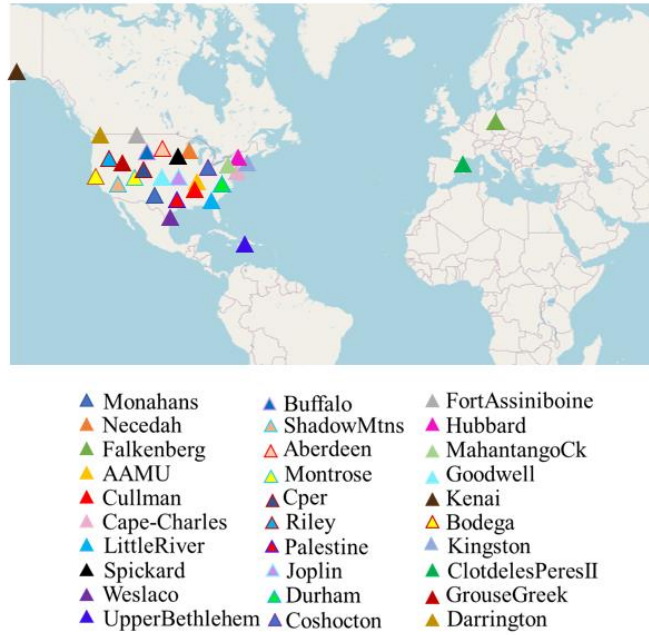 Monahans Buffalo FortAssiniboine
Necedah ShadowMtns Hubbard
Falkenberg Aberdeen MahantangoCk
AAMU Montrose Goodwell
Cullman Cper Kenai
Cape-Charles Riley Bodega
LittleRiver Palestine Kingston
Spickard Joplin ClotdelesPeresII
Weslaco Durham GrouseGreek
UpperBethlehem Coshocton Darrington